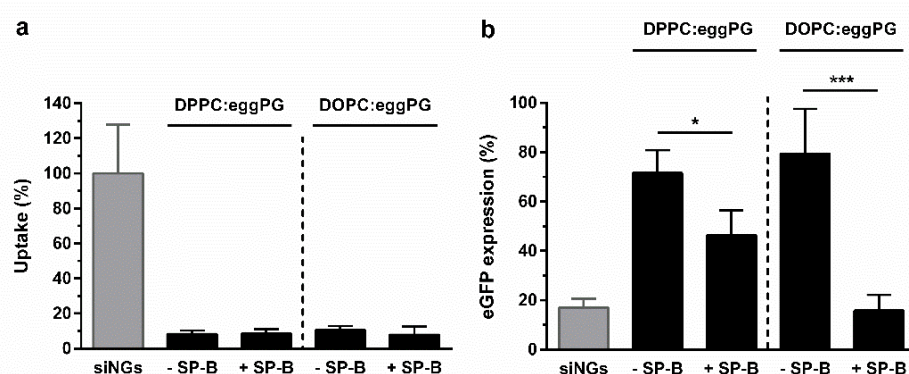 a
DPPC:eggPG DOPC:eggPG
Uptake (%)
140
120
100
80
60
40
20
0
siNGs - SP-B + SP-B - SP-B + SP-B
b
DPPC:eggPG DOPC:eggPG
* ***
eGFP expression (%)
100
80
60
40
20
0
siNGs - SP-B + SP-B - SP-B + SP-B